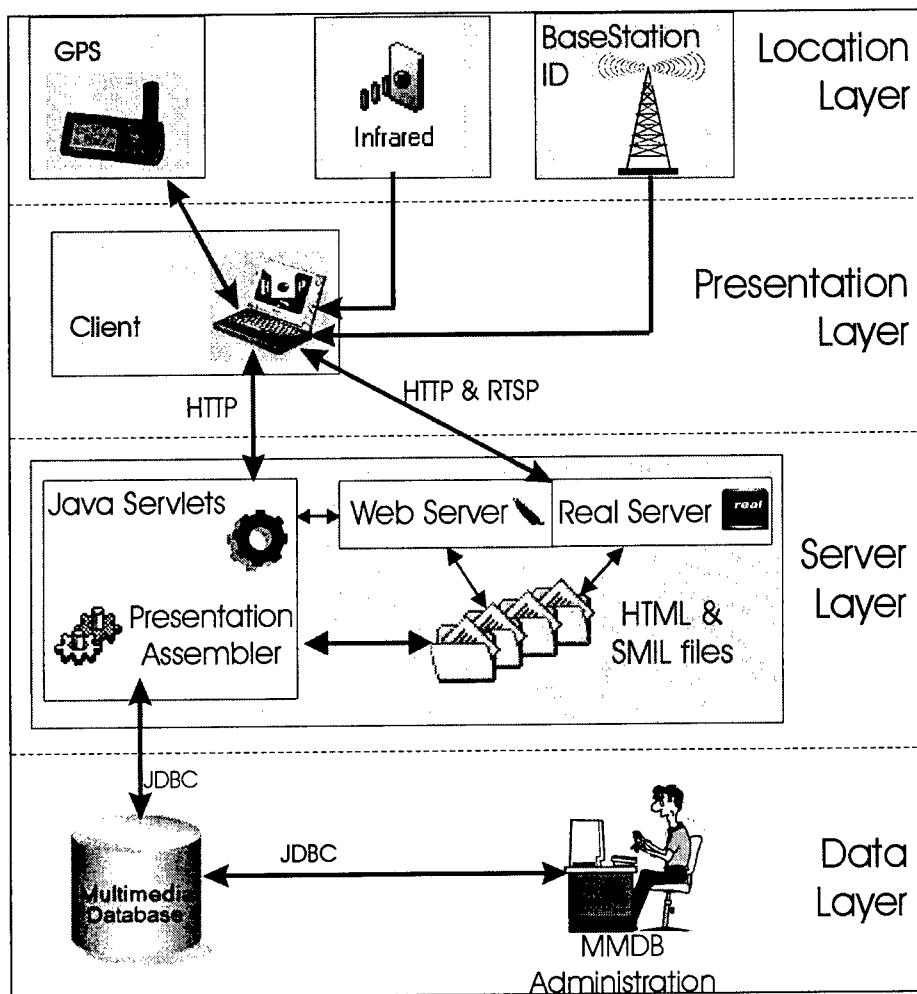 GPS
Infrared
BaseStation
ID
Location
Layer
Client
Presentation
Layer
HTTP
HTTP & RTSP
Java Servlets
Web Server
Real Server
real
Presentation
Assembler
HTML &
SMIL files
Server
Layer
JDBC
JDBC
Multimedia
Database
MMDB
Administration
Data
Layer